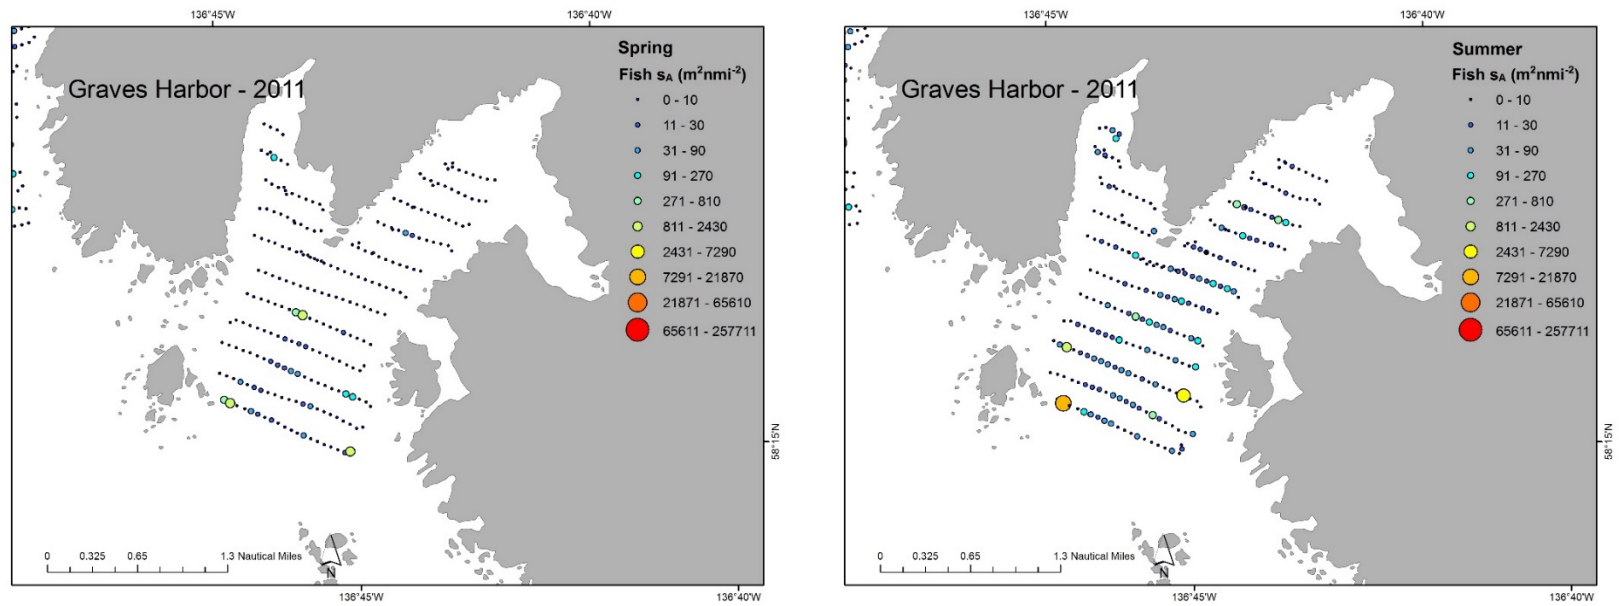 136°45'W 136°40'W
Graves Harbor - 2011
Spring
Fish sA (m²nmi-²)
0 - 10
11 - 30
31 - 90
91 - 270
271 - 810
811 - 2430
2431 - 7290
7291 - 21870
21871 - 65610
65611 - 257711
58°15'N
0 0.325 0.65 1.3 Nautical Miles
N
136°45'W 136°40'W
136°45'W 136°40'W
Graves Harbor - 2011
Summer
Fish sA (m²nmi-²)
0 - 10
11 - 30
31 - 90
91 - 270
271 - 810
811 - 2430
2431 - 7290
7291 - 21870
21871 - 65610
65611 - 257711
58°15'N
0 0.325 0.65 1.3 Nautical Miles
N
136°45'W 136°40'W